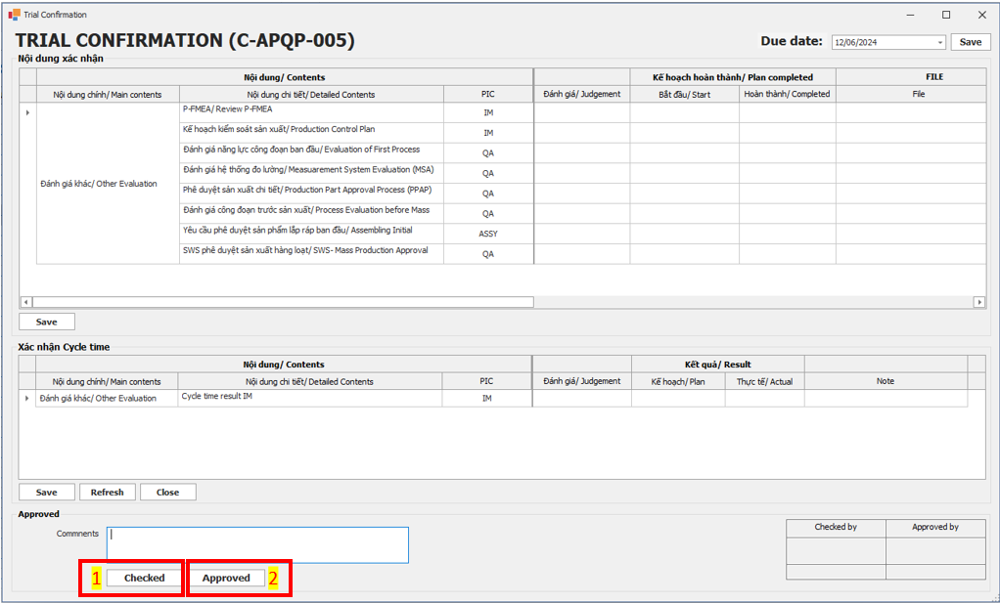 Trial Confirmation
TRIAL CONFIRMATION (C-APQP-005)
Due date: 12/06/2024 Save
Nội dung xác nhận
Nội dung/ Contents Kế hoạch hoàn thành/ Plan completed FILE
Nội dung chính/ Main contents Nội dung chi tiết/ Detailed Contents PIC Đánh giá/ Judgement Bắt đầu/ Start Hoàn thành/ Completed File
Đánh giá khác/ Other Evaluation
P-FMEA/ Review P-FMEA IM
Kế hoạch kiểm soát sản xuất/ Production Control Plan IM
Đánh giá năng lực công đoạn ban đầu/ Evaluation of First Process QA
Đánh giá hệ thống đo lường/ Measuarement System Evaluation (MSA) QA
Phê duyệt sản xuất chi tiết/ Production Part Approval Process (PPAP) QA
Đánh giá công đoạn trước sản xuất/ Process Evaluation before Mass QA
Yêu cầu phê duyệt sản phẩm lắp ráp ban đầu/ Assembling Initial ASSY
SWS phê duyệt sản xuất hàng loạt/ SWS- Mass Production Approval QA
Save
Xác nhận Cycle time
Nội dung/ Contents Kết quả/ Result
Nội dung chính/ Main contents Nội dung chi tiết/ Detailed Contents PIC Đánh giá/ Judgement Kế hoạch/ Plan Thực tế/ Actual Note
Đánh giá khác/ Other Evaluation Cycle time result IM IM
Save Refresh Close
Approved
Commnents
Checked by Approved by
1 Checked Approved 2